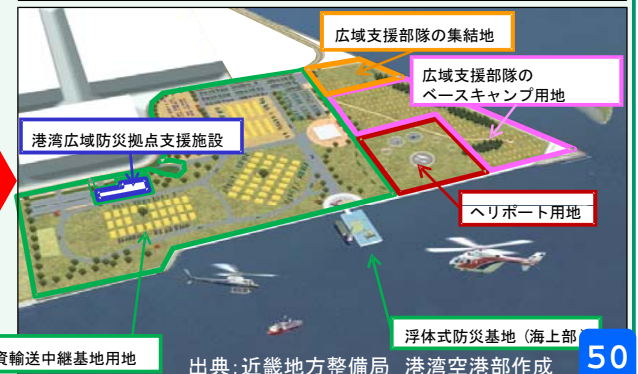 広域支援部隊の集結地
広域支援部隊の
ベースキャンプ用地
港湾広域防災拠点支援施設
ヘリポート用地
浮体式防災基地（海上部
資輸送中継基地用地
出典:近畿地方整備局 港湾空港部作成
50